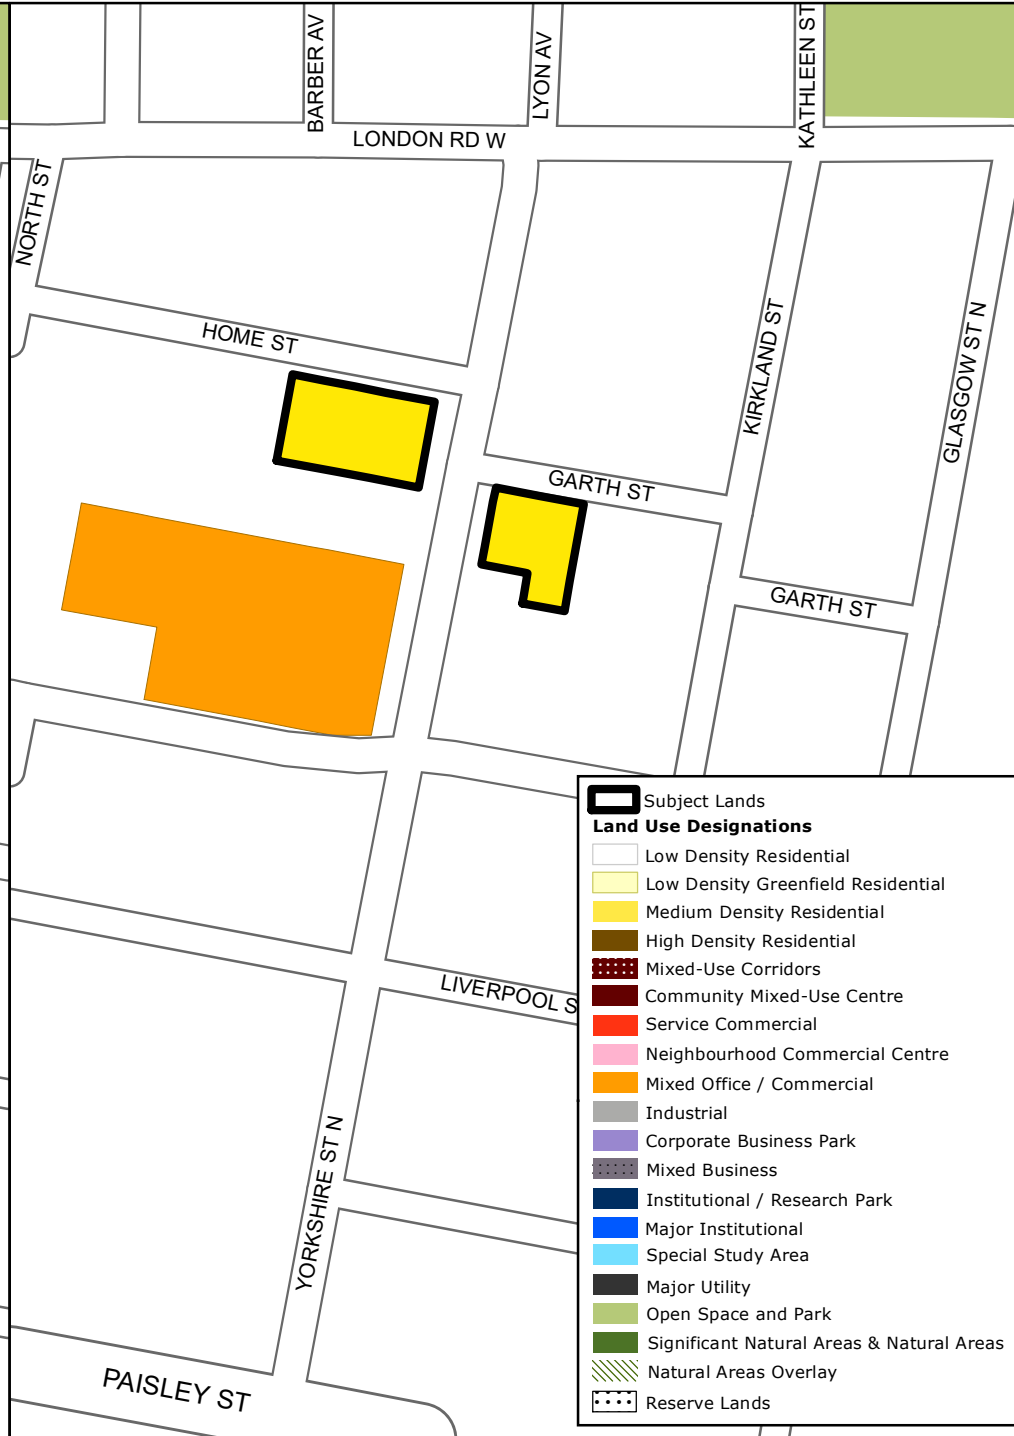 BARBER AV
LYON AV
KATHLEEN ST
LONDON RD W
NORTH ST
HOME ST
KIRKLAND ST
GLASGOW ST N
GARTH ST
GARTH ST
LIVERPOOL S
YORKSHIRE ST N
PAISLEY ST
Subject Lands
Land Use Designations
Low Density Residential
Low Density Greenfield Residential
Medium Density Residential
High Density Residential
Mixed-Use Corridors
Community Mixed-Use Centre
Service Commercial
Neighbourhood Commercial Centre
Mixed Office / Commercial
Industrial
Corporate Business Park
Mixed Business
Institutional / Research Park
Major Institutional
Special Study Area
Major Utility
Open Space and Park
Significant Natural Areas & Natural Areas
Natural Areas Overlay
Reserve Lands